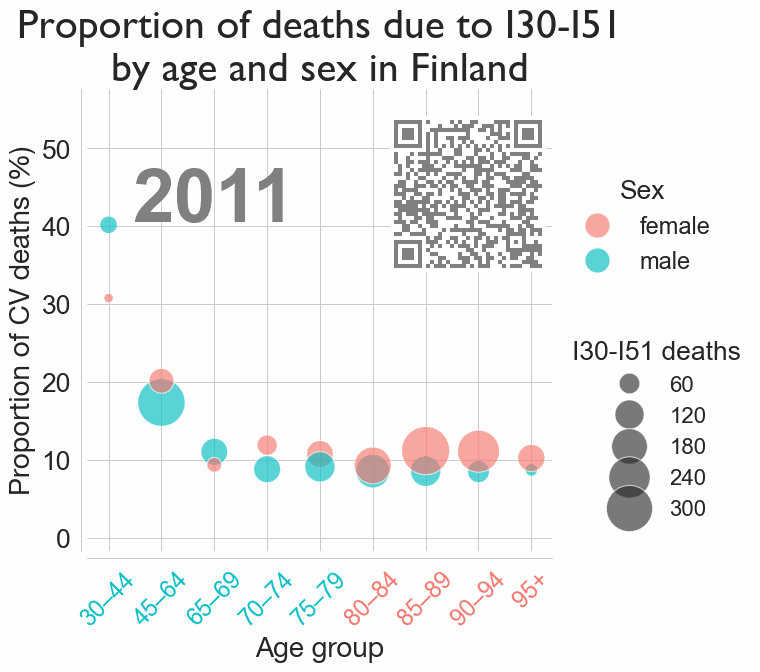 Proportion of deaths due to I30-I51
by age and sex in Finland
2011
Proportion of CV deaths (%)
50
40
30
20
10
0
30–44
45–64
65–69
70–74
75–79
80–84
85–89
90–94
95+
Age group
Sex
female
male
I30-I51 deaths
60
120
180
240
300